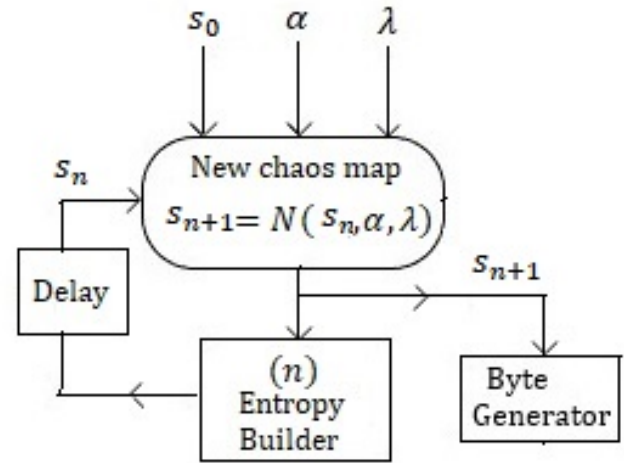 s₀ α λ
New chaos map
sₙ₊₁= N( sₙ,α,λ)
sₙ
sₙ₊₁
Delay
(n)
Entropy
Builder
Byte
Generator